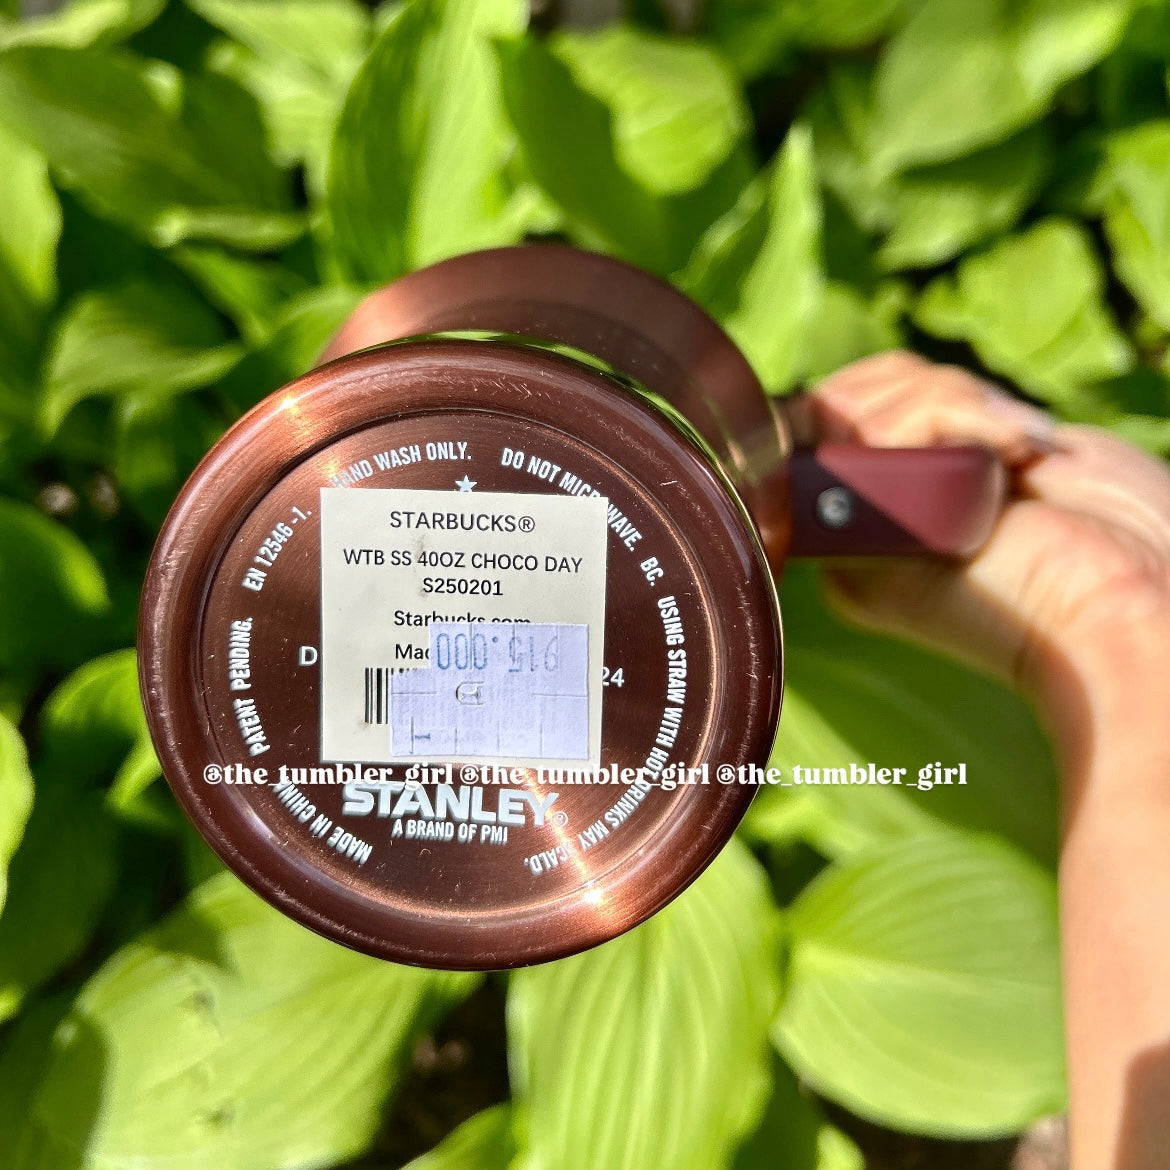 HAND WASH ONLY. DO NOT MICROWAVE. BC. USING STRAW WITH HOT DRINKS MAY SCALD.
EN 12546-1.
PATENT PENDING.
MADE IN CHINA
STARBUCKS®
WTB SS 40OZ CHOCO DAY
S250201
Starbucks.com
D
24
915.000
@the_tumbler_girl @the_tumbler_girl @the_tumbler_girl
STANLEY®
A BRAND OF PMI